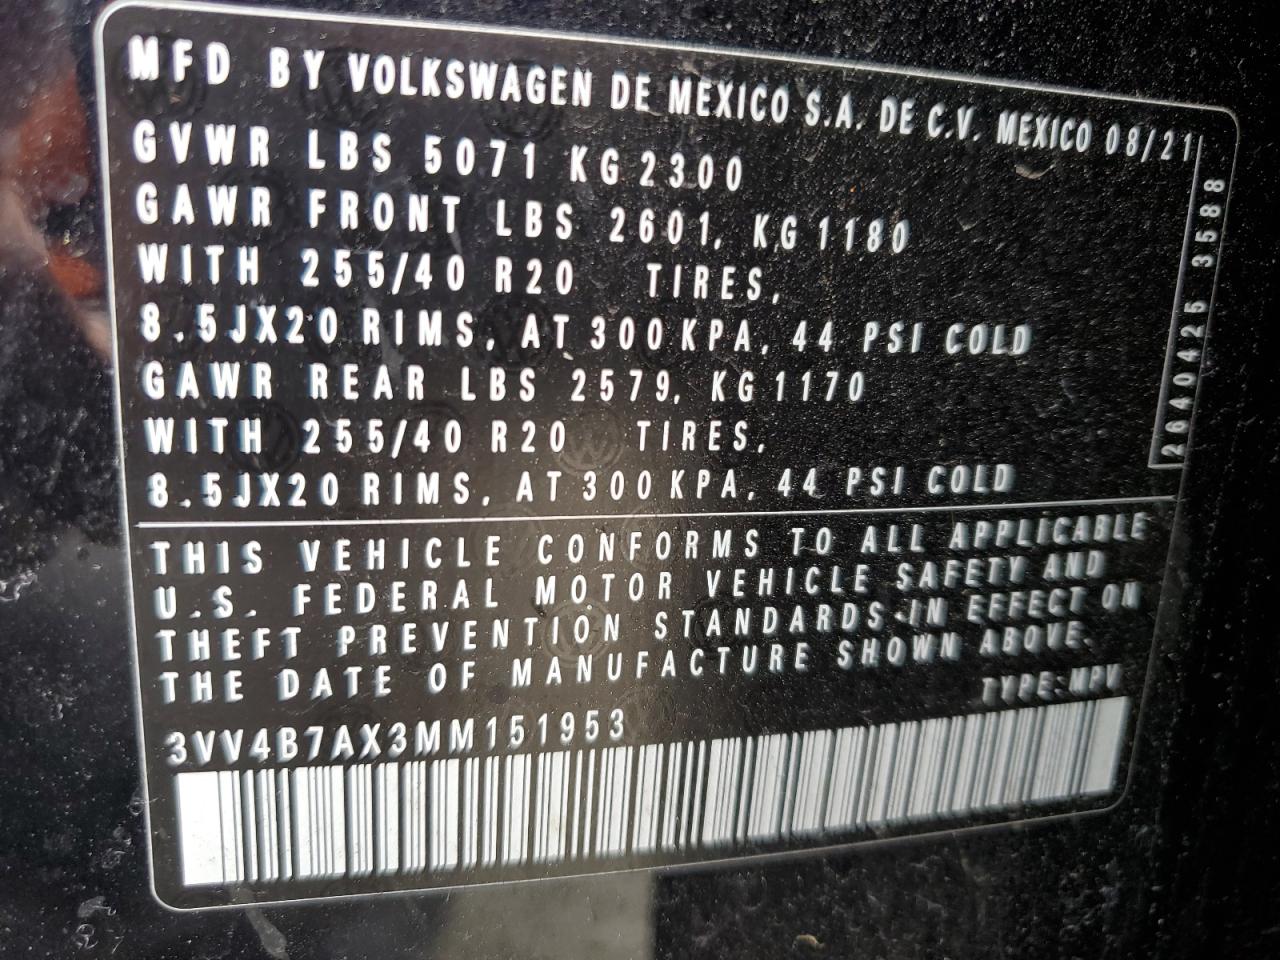 MFD BY VOLKSWAGEN DE MEXICO S.A. DE C.V. MEXICO 08/21
GVWR LBS 5071 KG 2300
GAWR FRONT LBS 2601, KG 1180
WITH 255/40 R20 TIRES,
8.5JX20 RIMS, AT 300 KPA, 44 PSI COLD
GAWR REAR LBS 2579, KG 1170
WITH 255/40 R20 TIRES,
8.5JX20 RIMS, AT 300 KPA, 44 PSI COLD
2640425 3588
THIS VEHICLE CONFORMS TO ALL APPLICABLE
U.S. FEDERAL MOTOR VEHICLE SAFETY AND
THEFT PREVENTION STANDARDS IN EFFECT ON
THE DATE OF MANUFACTURE SHOWN ABOVE.
TYPE: MPV
3VV4B7AX3MM151953